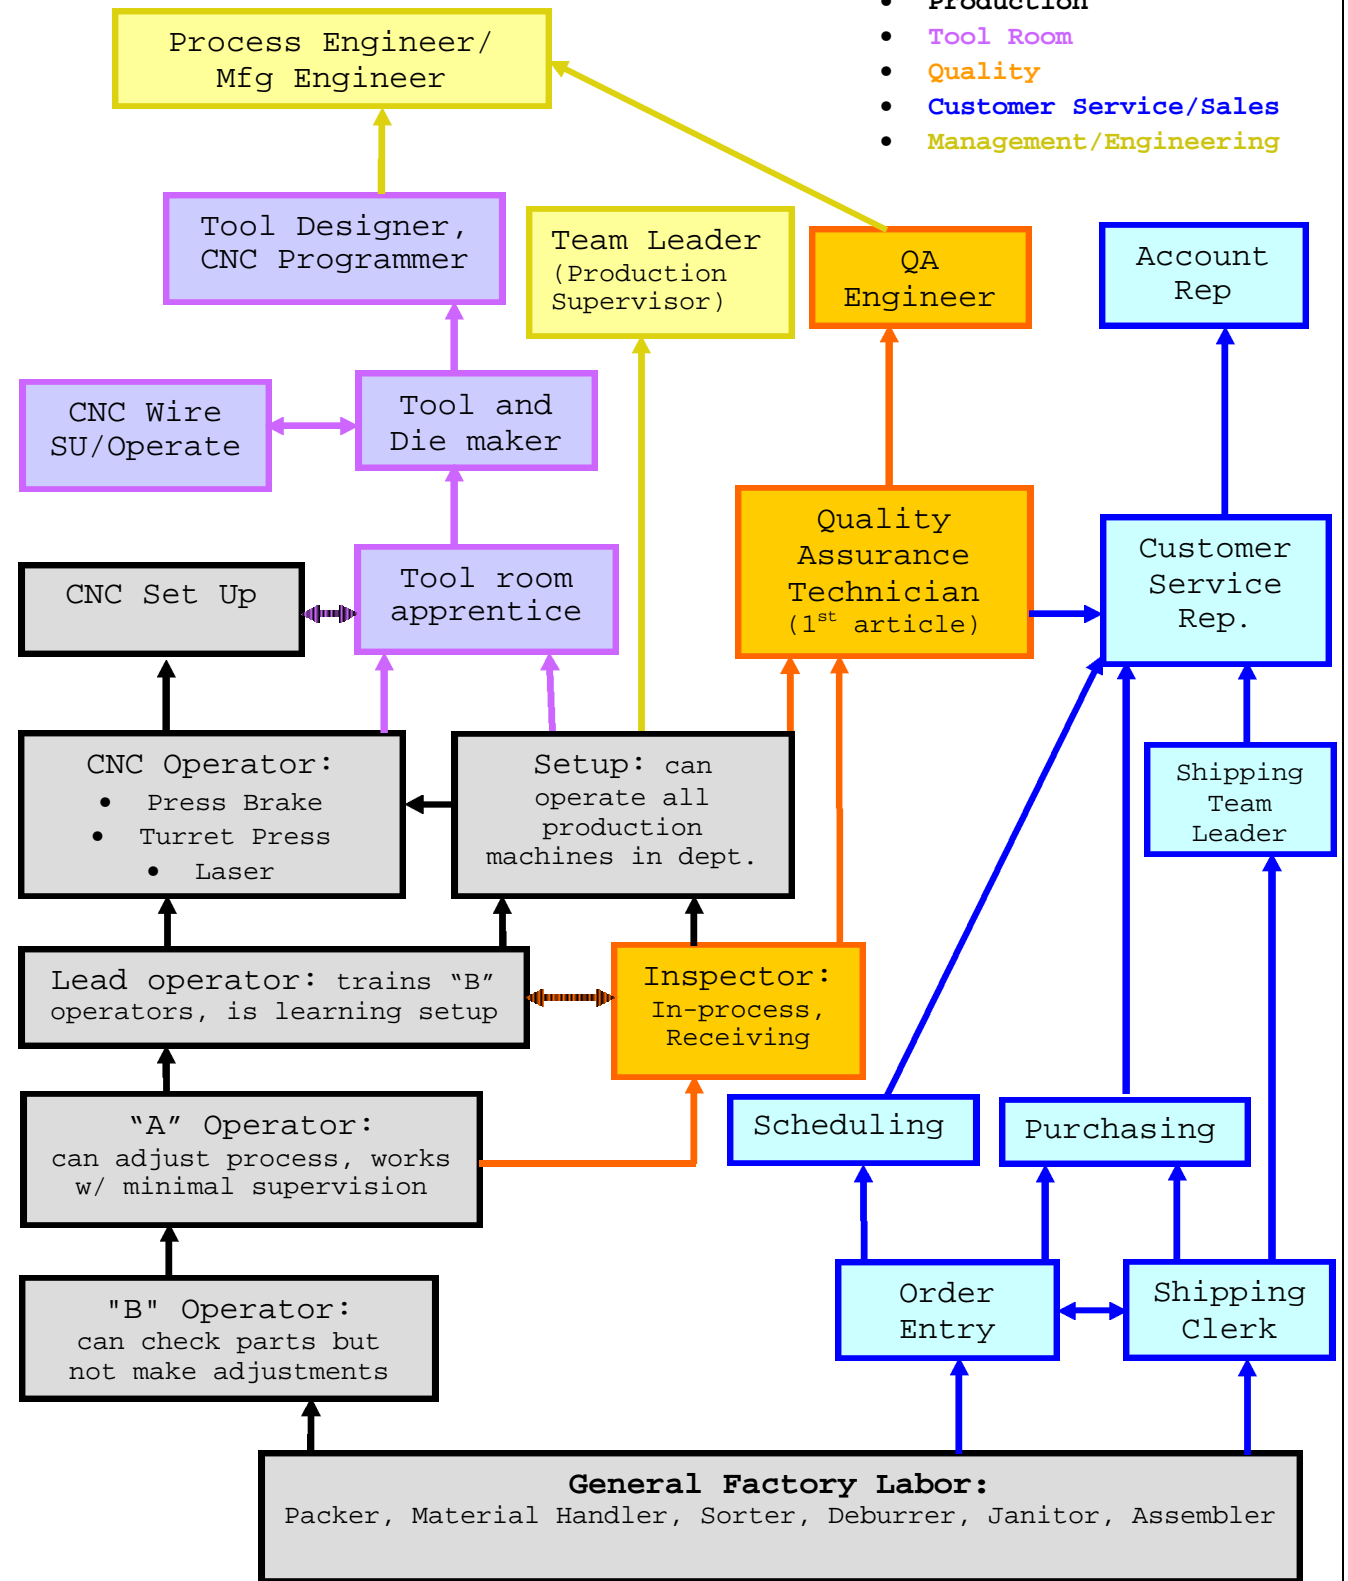 • Production
• Tool Room
• Quality
• Customer Service/Sales
• Management/Engineering
Process Engineer/
Mfg Engineer
Tool Designer,
CNC Programmer
Team Leader
(Production
Supervisor)
QA
Engineer
Account
Rep
CNC Wire
SU/Operate
Tool and
Die maker
Quality
Assurance
Technician
(1st article)
Customer
Service
Rep.
CNC Set Up
Tool room
apprentice
CNC Operator:
• Press Brake
• Turret Press
• Laser
Setup: can
operate all
production
machines in dept.
Shipping
Team
Leader
Lead operator: trains “B”
operators, is learning setup
Inspector:
In-process,
Receiving
“A” Operator:
can adjust process, works
w/ minimal supervision
Scheduling
Purchasing
"B" Operator:
can check parts but
not make adjustments
Order
Entry
Shipping
Clerk
General Factory Labor:
Packer, Material Handler, Sorter, Deburrer, Janitor, Assembler